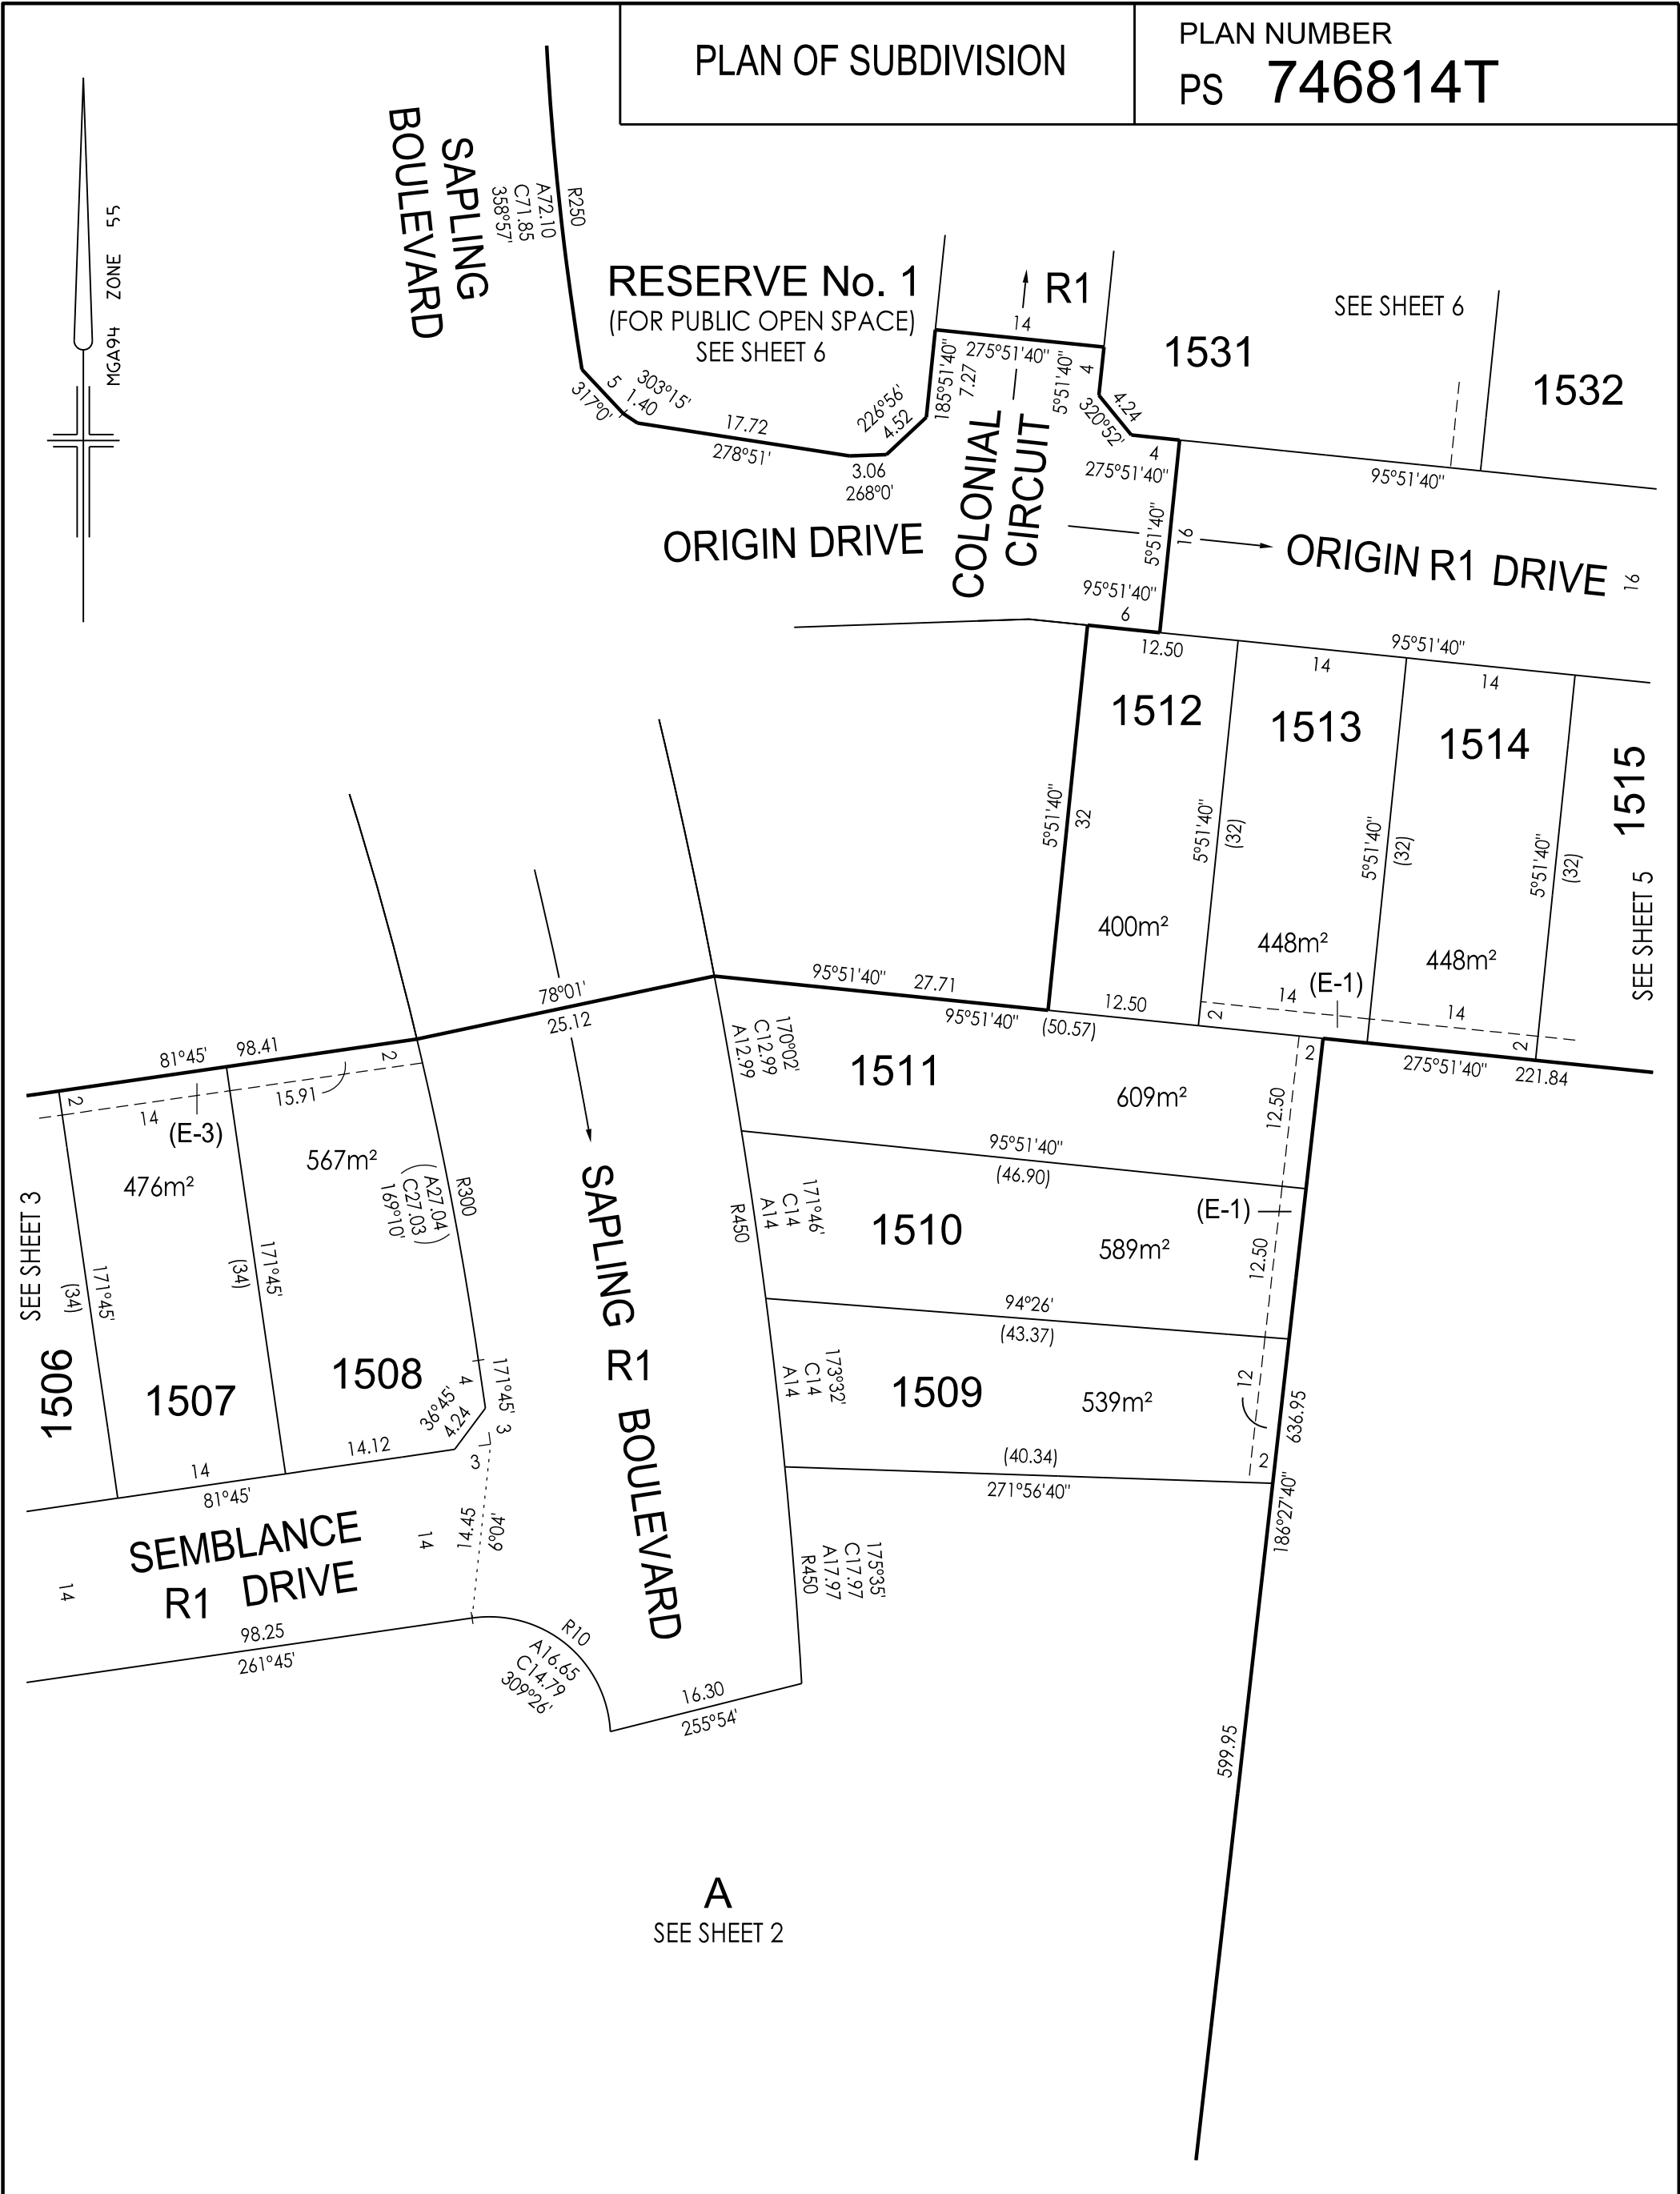 PLAN OF SUBDIVISION
PLAN NUMBER
PS 746814T
MGA94 ZONE 55
SAPLING
BOULEVARD
R250
A72.10
C71.85
358°57'
RESERVE No. 1
(FOR PUBLIC OPEN SPACE)
SEE SHEET 6
R1
14
275°51'40"
185°51'40"
7.27
5°51'40"
4
4.24
320°52'
4
275°51'40"
1531
SEE SHEET 6
1532
95°51'40"
317°0'
5
303°15'
1.40
17.72
278°51'
226°56'
4.52
3.06
268°0'
ORIGIN DRIVE
COLONIAL
CIRCUIT
5°51'40"
16
ORIGIN R1 DRIVE
16
95°51'40"
6
12.50
14
95°51'40"
14
1512
1513
1514
1515
SEE SHEET 5
5°51'40"
32
5°51'40"
(32)
5°51'40"
(32)
5°51'40"
(32)
400m²
448m²
448m²
(E-1)
12.50
14
14
2
2
275°51'40" 221.84
95°51'40" 27.71
95°51'40" (50.57)
78°01'
25.12
81°45' 98.41
2
15.91
2
14
(E-3)
476m²
567m²
R300
(A27.04)
(C27.03)
169°10'
SEE SHEET 3
1506
171°45'
(34)
171°45'
(34)
1507
1508
171°45'
4
36°45'
4.24
3
3
14.12
14
81°45'
SEMBLANCE
R1 DRIVE
14
14
14.45
6°04'
98.25
261°45'
R10
A16.65
C14.79
309°26'
16.30
255°54'
SAPLING R1 BOULEVARD
170°02'
C12.99
A12.99
1511
609m²
2
12.50
95°51'40"
(46.90)
171°46'
C14
A14
R450
1510
589m²
(E-1)
12.50
94°26'
(43.37)
173°32'
C14
A14
1509
539m²
12
2
636.95
186°27'40"
(40.34)
271°56'40"
175°35'
C17.97
A17.97
R450
599.95
A
SEE SHEET 2